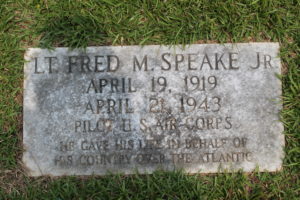 LT. FRED M. SPEAKE JR
APRIL 19, 1919
APRIL 21, 1943
PILOT U. S. AIR CORPS
HE GAVE HIS LIFE IN BEHALF OF
HIS COUNTRY OVER THE ATLANTIC